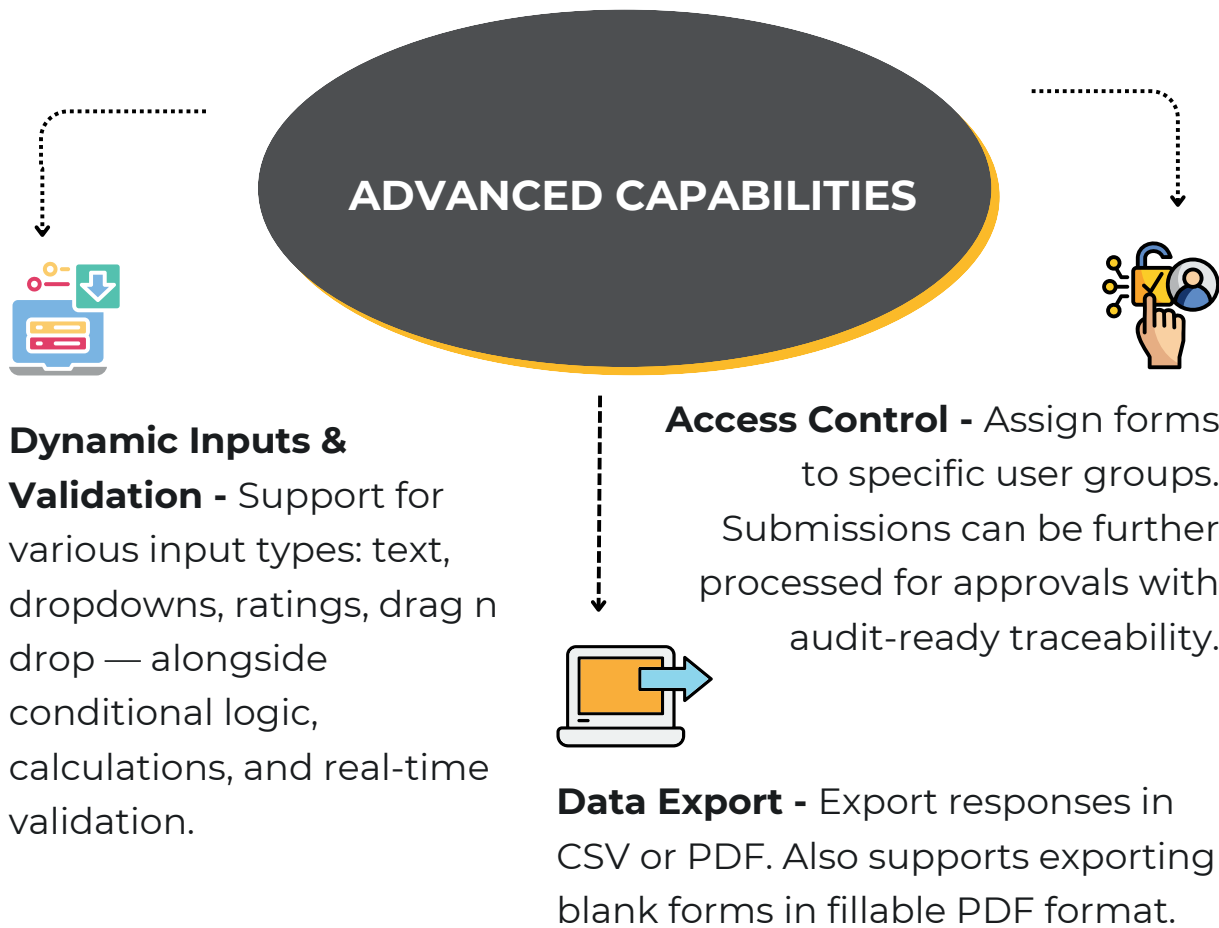 ADVANCED CAPABILITIES
Dynamic Inputs &
Validation - Support for
various input types: text,
dropdowns, ratings, drag n
drop — alongside
conditional logic,
calculations, and real-time
validation.
Access Control - Assign forms
to specific user groups.
Submissions can be further
processed for approvals with
audit-ready traceability.
Data Export - Export responses in
CSV or PDF. Also supports exporting
blank forms in fillable PDF format.